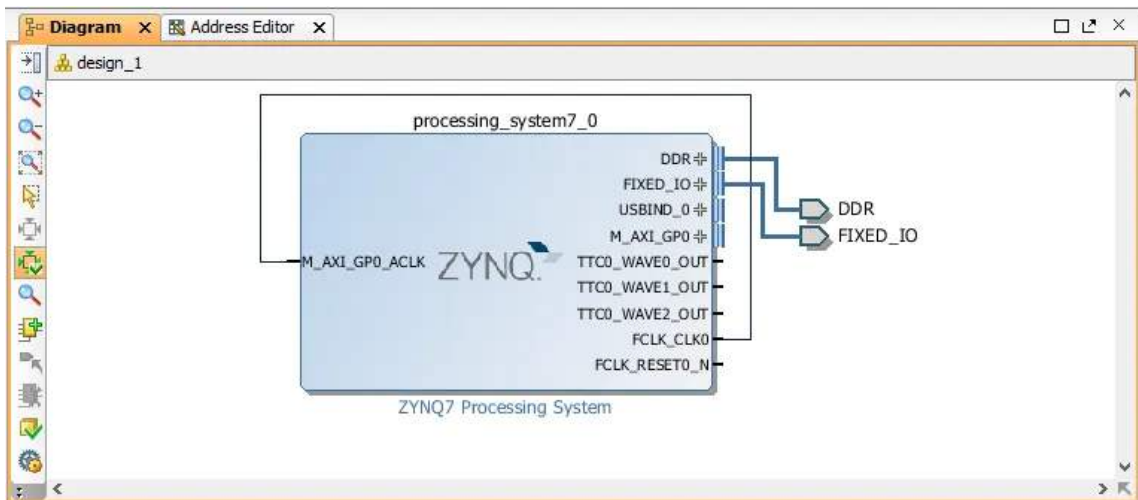 Diagram
Address Editor
design_1
processing_system7_0
DDR
FIXED_IO
USBIND_0
M_AXI_GP0
M_AXI_GP0_ACLK
ZYNQ.
TTC0_WAVE0_OUT
TTC0_WAVE1_OUT
TTC0_WAVE2_OUT
FCLK_CLK0
FCLK_RESET0_N
DDR
FIXED_IO
ZYNQ7 Processing System